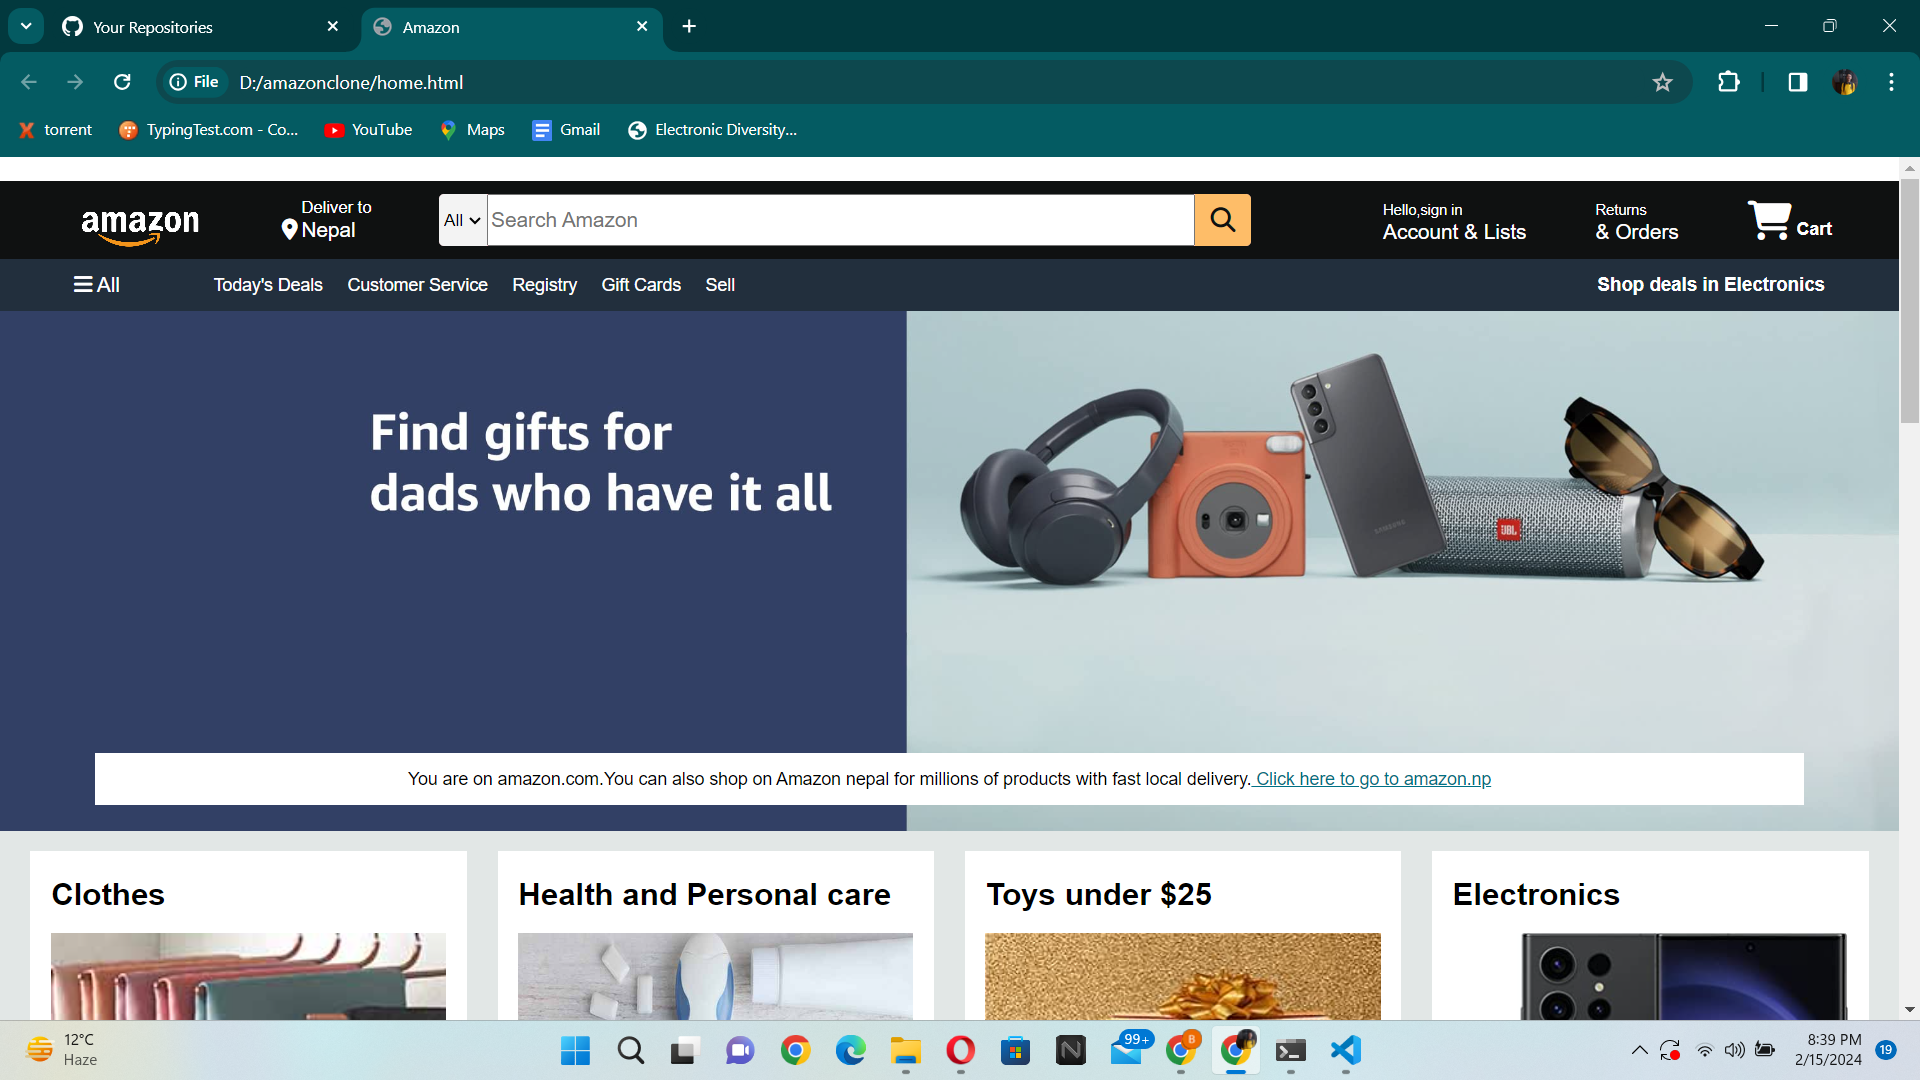 Your Repositories
Amazon
File D:/amazonclone/home.html
torrent TypingTest.com - Co... YouTube Maps Gmail Electronic Diversity...
amazon
Deliver to
Nepal
All Search Amazon
Hello,sign in
Account & Lists
Returns
& Orders
Cart
All Today's Deals Customer Service Registry Gift Cards Sell Shop deals in Electronics
Find gifts for
dads who have it all
SAMSUNG
JBL
You are on amazon.com.You can also shop on Amazon nepal for millions of products with fast local delivery. Click here to go to amazon.np
Clothes
Health and Personal care
Toys under $25
Electronics
12°C
Haze
99+
B
8:39 PM
2/15/2024
19